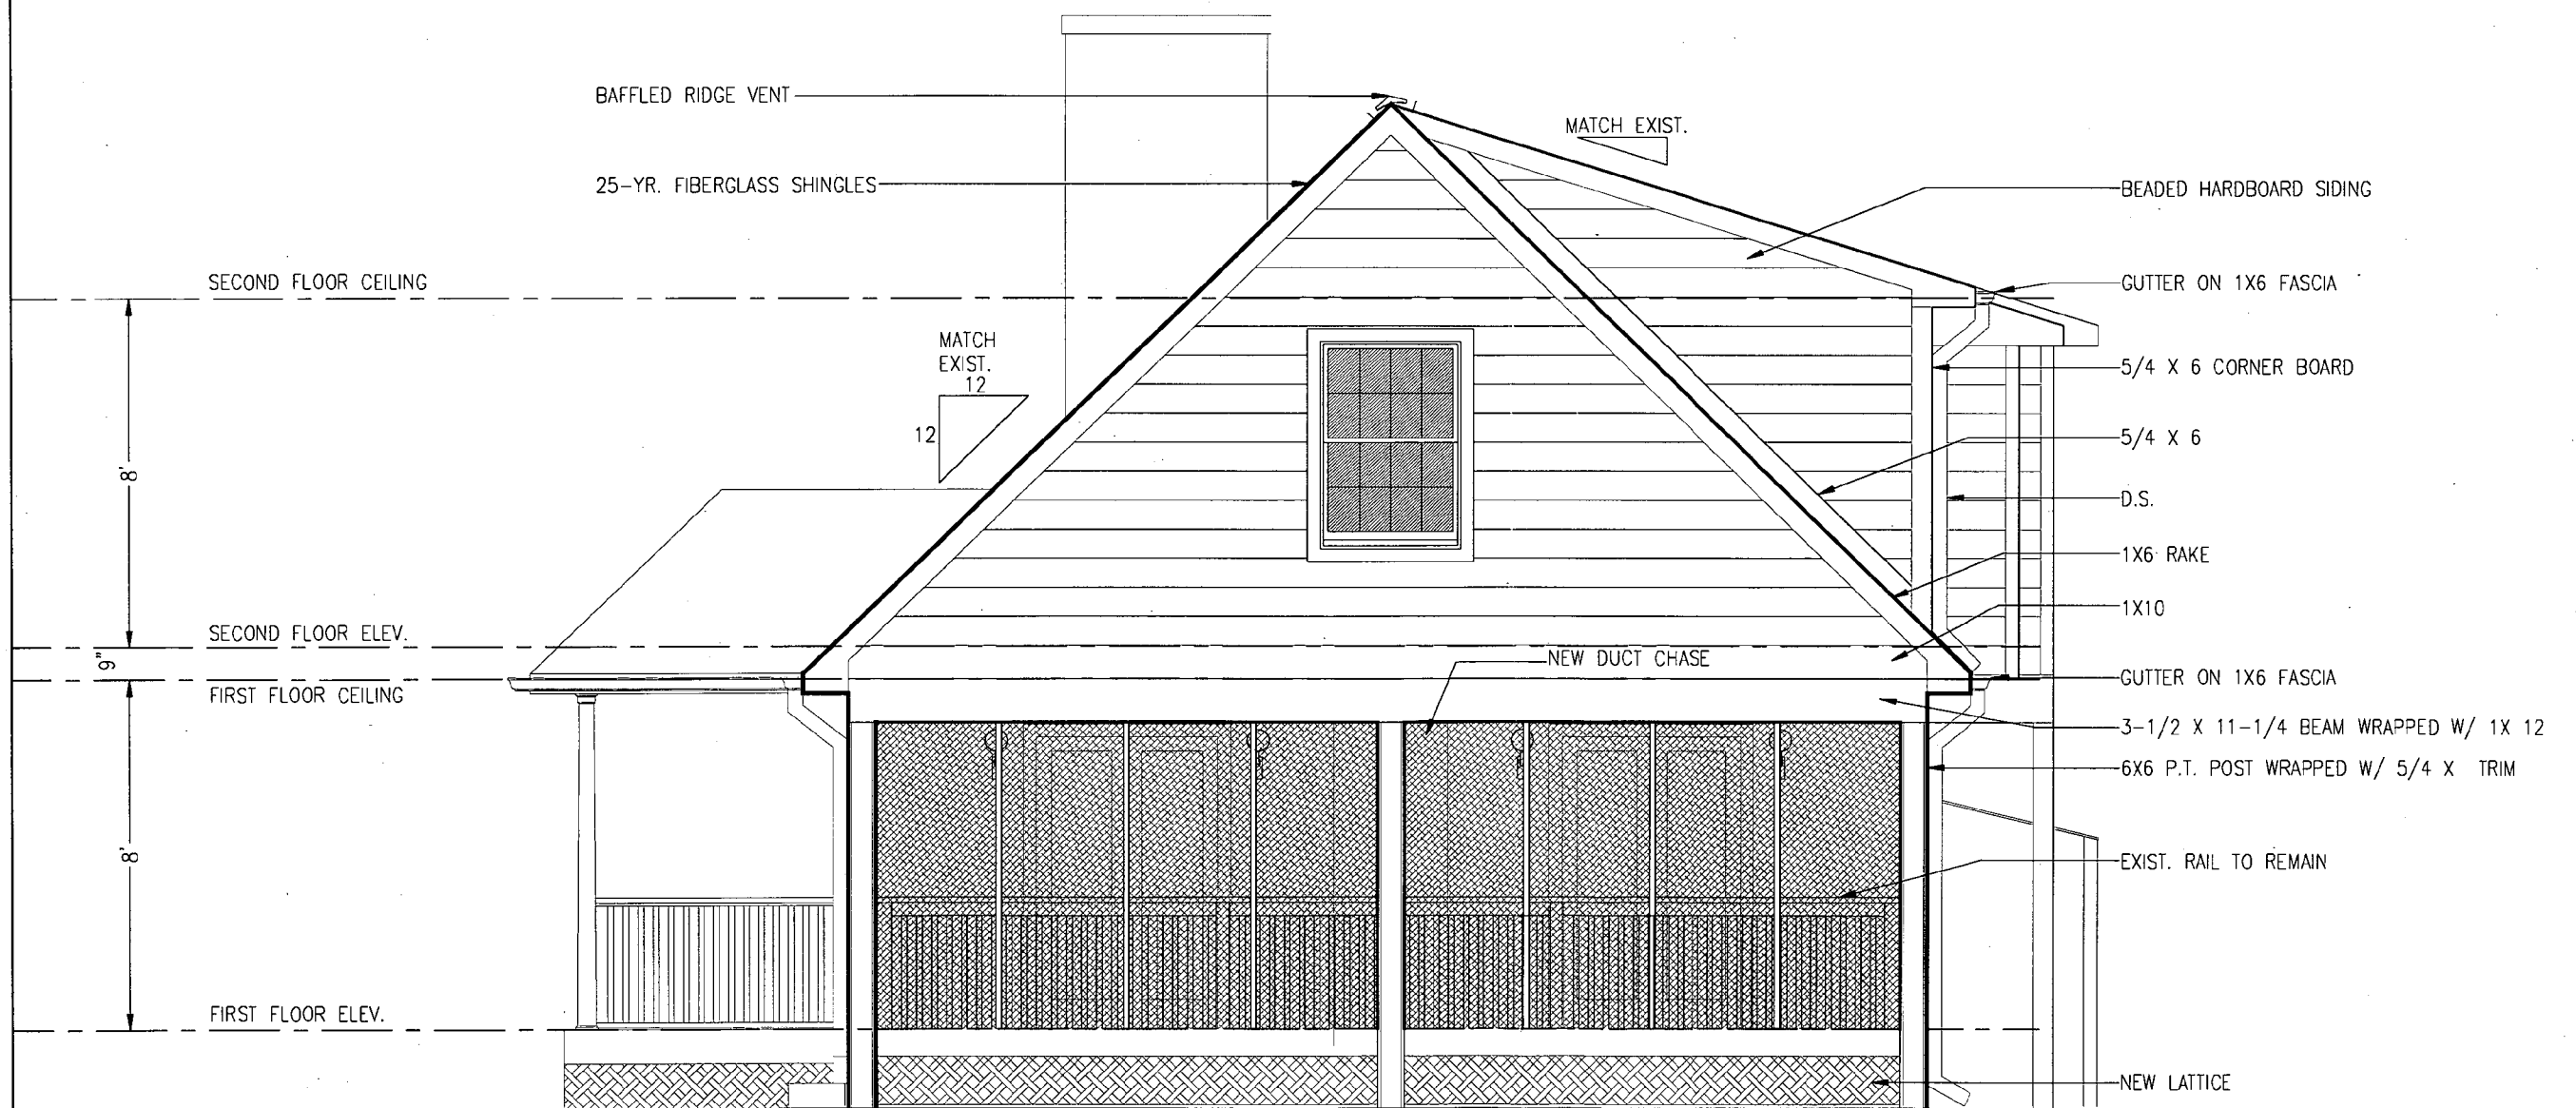 BAFFLED RIDGE VENT
MATCH EXIST.
25-YR. FIBERGLASS SHINGLES
BEADED HARDBOARD SIDING
SECOND FLOOR CEILING
GUTTER ON 1X6 FASCIA
MATCH
EXIST.
12
12
5/4 X 6 CORNER BOARD
5/4 X 6
8'
D.S.
1X6 RAKE
1X10
SECOND FLOOR ELEV.
9"
NEW DUCT CHASE
GUTTER ON 1X6 FASCIA
FIRST FLOOR CEILING
3-1/2 X 11-1/4 BEAM WRAPPED W/ 1X 12
6X6 P.T. POST WRAPPED W/ 5/4 X TRIM
8'
EXIST. RAIL TO REMAIN
FIRST FLOOR ELEV.
NEW LATTICE